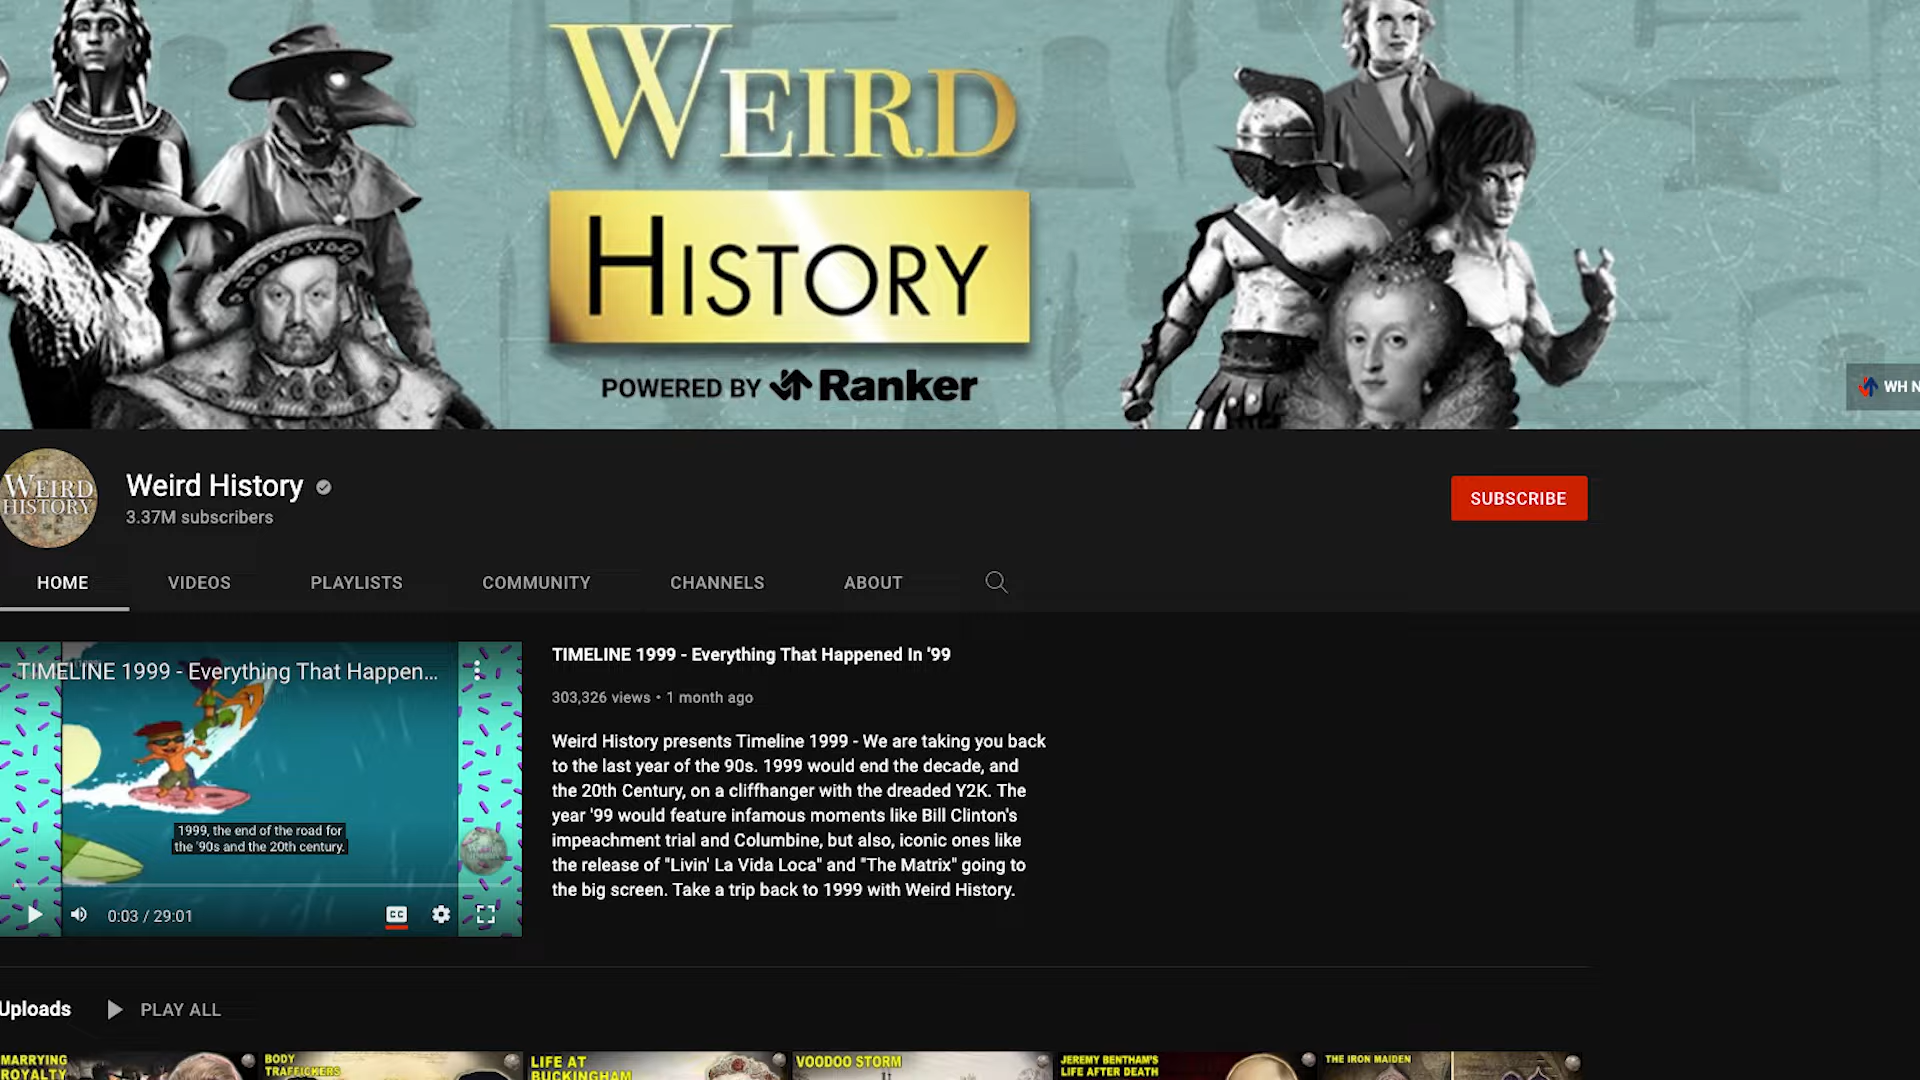 WEIRD
HISTORY
POWERED BY Ranker
WH N
WEIRD
HISTORY
Weird History
3.37M subscribers
SUBSCRIBE
HOME VIDEOS PLAYLISTS COMMUNITY CHANNELS ABOUT
TIMELINE 1999 - Everything That Happen...
1999, the end of the road for
the '90s and the 20th century.
0:03 / 29:01
CC
TIMELINE 1999 - Everything That Happened In '99
303,326 views • 1 month ago
Weird History presents Timeline 1999 - We are taking you back
to the last year of the 90s. 1999 would end the decade, and
the 20th Century, on a cliffhanger with the dreaded Y2K. The
year '99 would feature infamous moments like Bill Clinton's
impeachment trial and Columbine, but also, iconic ones like
the release of "Livin' La Vida Loca" and "The Matrix" going to
the big screen. Take a trip back to 1999 with Weird History.
Uploads PLAY ALL
MARRYING
ROYALTY
BODY
TRAFFICKERS
LIFE AT
BUCKINGHAM
VOODOO STORM
JEREMY BENTHAM'S
LIFE AFTER DEATH
THE IRON MAIDEN